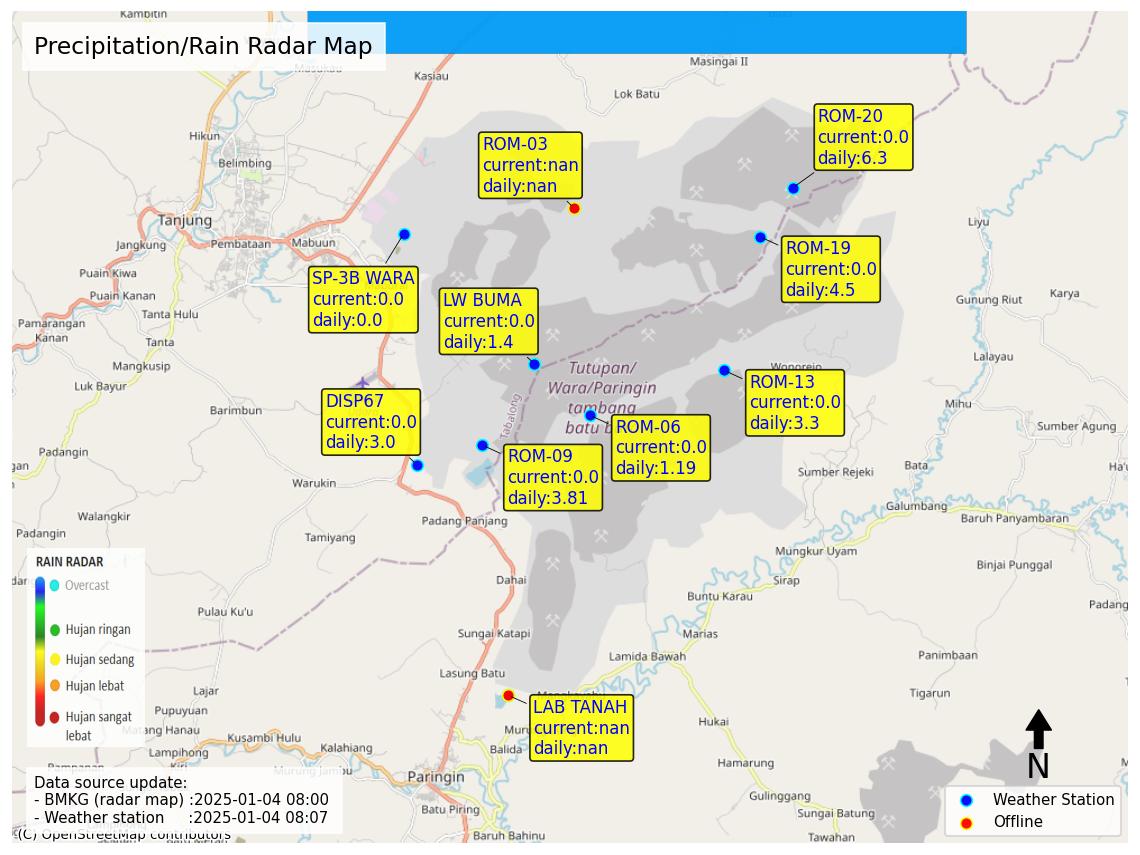 Kambitin
Precipitation/Rain Radar Map
Masingai II
Kasiau
Lok Batu
Hikun
Belimbing
ROM-03
current:nan
daily:nan
ROM-20
current:0.0
daily:6.3
Tanjung
Jangkung
Pembataan
Mabuun
Liyu
ROM-19
current:0.0
daily:4.5
Puain Kiwa
Puain Kanan
SP-3B WARA
current:0.0
daily:0.0
LW BUMA
current:0.0
daily:1.4
Tanta Hulu
Gunung Riut
Karya
Pamarangan
Kanan
Tanta
Mangkusip
Luk Bayur
Lalayau
Wonorejo
Tutupan/
Wara/Paringin
tambang
batu b
Tabalong
ROM-13
current:0.0
daily:3.3
DISP67
current:0.0
daily:3.0
Barimbun
Mihu
ROM-06
current:0.0
daily:1.19
Sumber Agung
ROM-09
current:0.0
daily:3.81
Padangin
Warukin
Bata
Sumber Rejeki
Galumbang
Baruh Panyambaran
Walangkir
Padangin
Padang Panjang
Tamiyang
Mungkur Uyam
Binjai Punggal
RAIN RADAR
Overcast
Hujan ringan
Hujan sedang
Hujan lebat
Hujan sangat
lebat
Dahai
Sirap
Buntu Karau
Padang
Pulau Ku'u
Sungai Katapi
Marias
Lamida Bawah
Panimbaan
Lasung Batu
Tigarun
Lajar
Pupuyuan
LAB TANAH
current:nan
daily:nan
Hukai
Matang Hanau
Kusambi Hulu
Kalahiang
Lampihong
Balida
Hamarung
N
Murung Jambu
Paringin
Data source update:
- BMKG (radar map) :2025-01-04 08:00
- Weather station :2025-01-04 08:07
Gulinggang
Batu Piring
Sungai Batung
Weather Station
Offline
(C) OpenStreetMap contributors
Baruh Bahinu
Tawahan